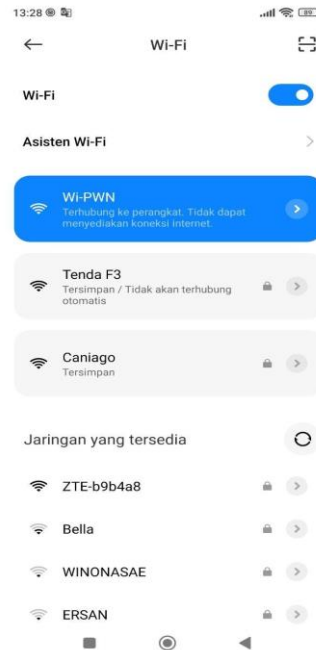 13:28
89
Wi-Fi
Wi-Fi
Asisten Wi-Fi
Wi-PWN
Terhubung ke perangkat. Tidak dapat
menyediakan koneksi internet.
Tenda F3
Tersimpan / Tidak akan terhubung
otomatis
Caniago
Tersimpan
Jaringan yang tersedia
ZTE-b9b4a8
Bella
WINONASAE
ERSAN